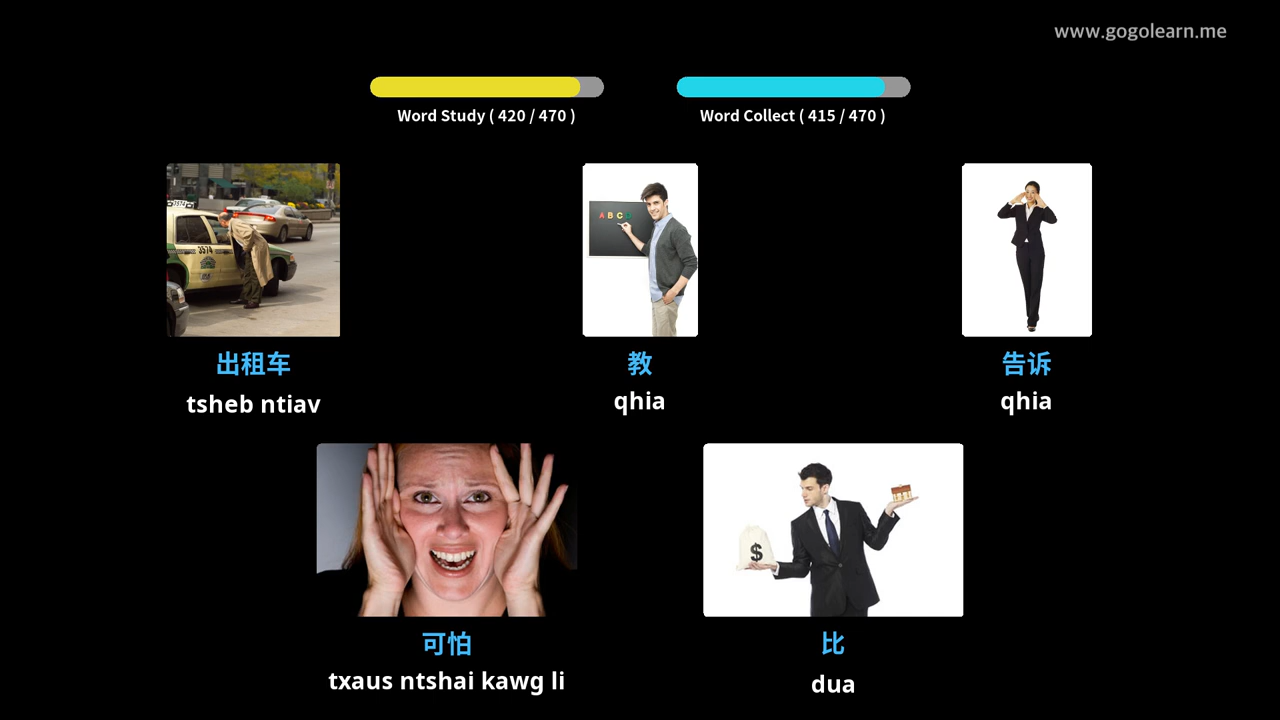 www.gogolearn.me
Word Study ( 420 / 470 )
Word Collect ( 415 / 470 )
3574
A B C D
出租车
教
告诉
tsheb ntiav
qhia
qhia
$
可怕
比
txaus ntshai kawg li
dua